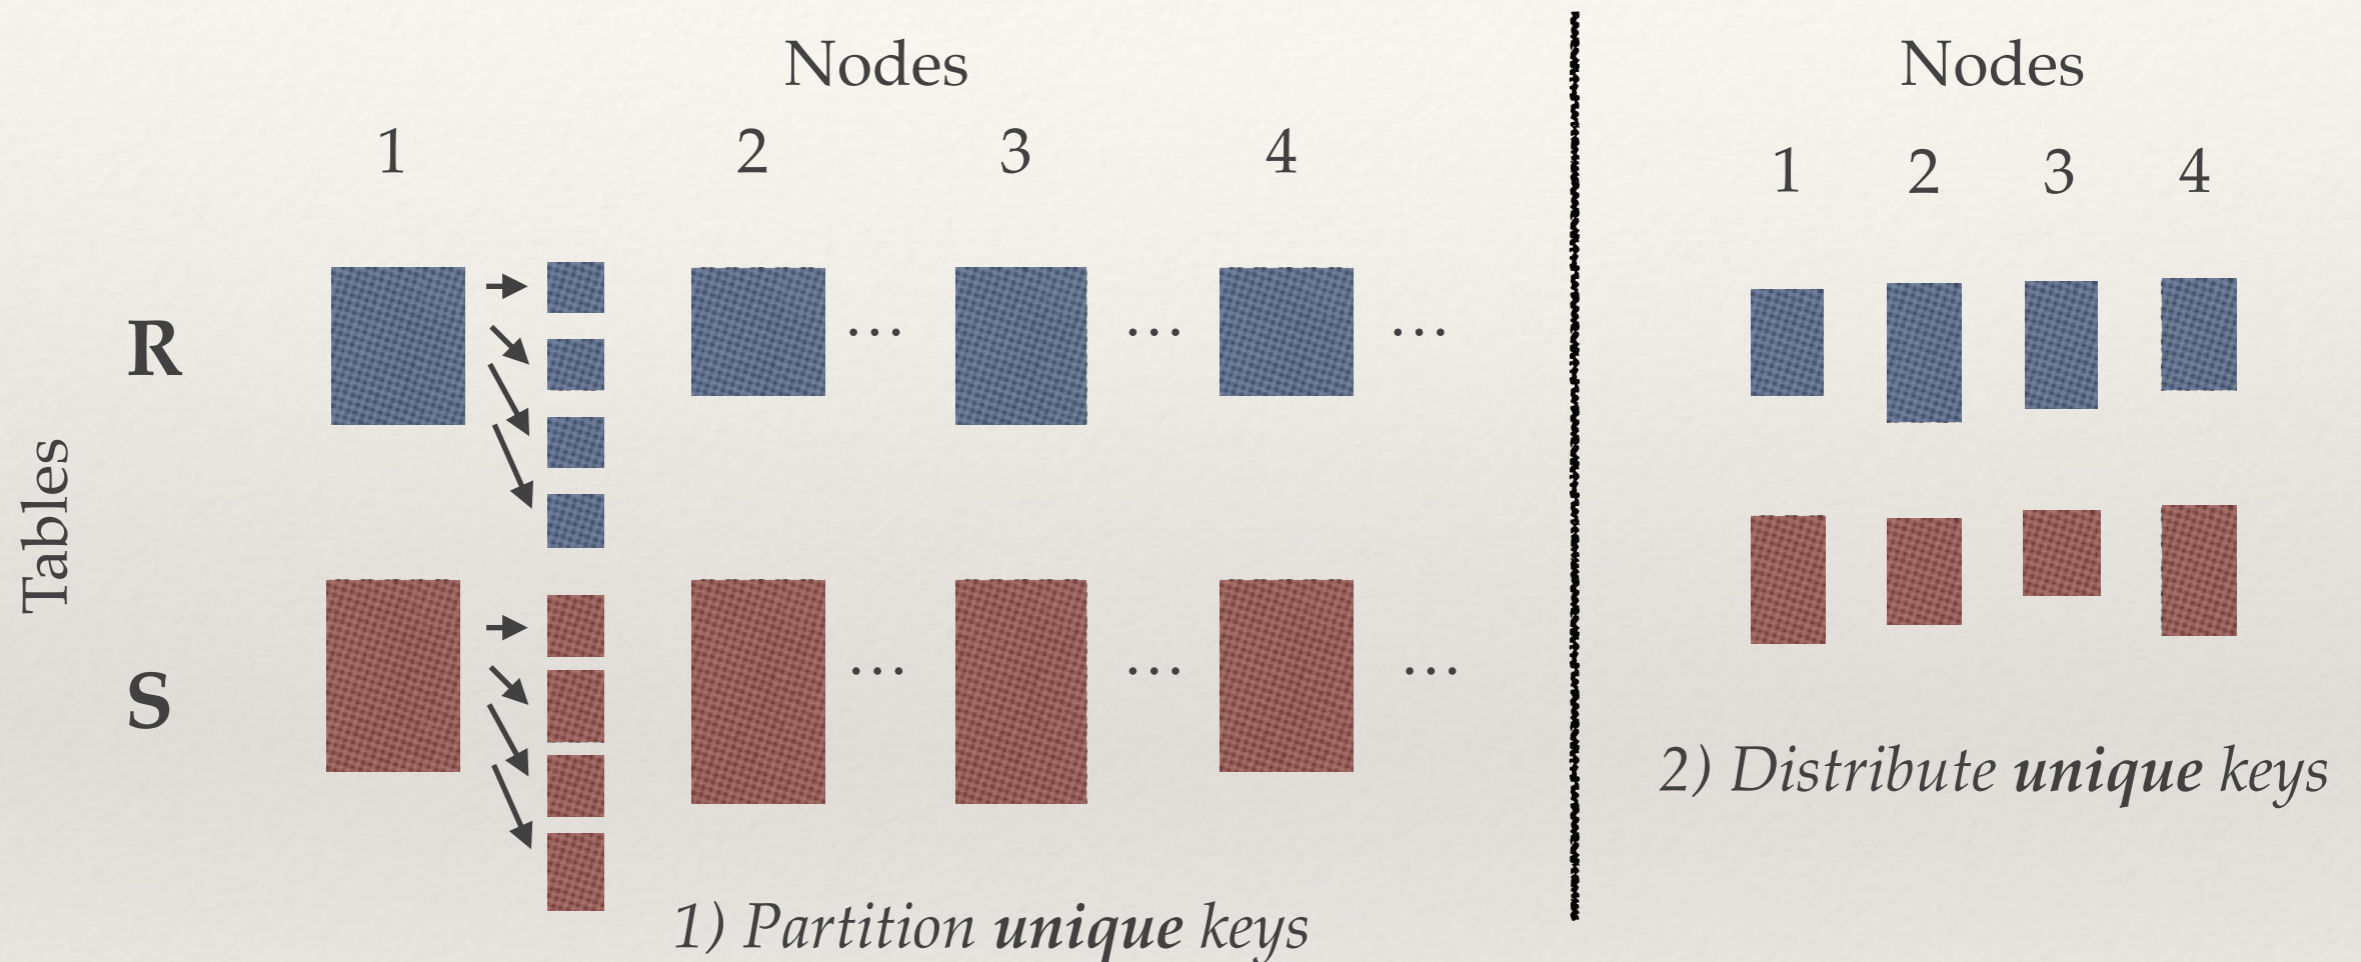 Nodes
1 2 3 4
R
…
…
…
Tables
S
…
…
…
1) Partition unique keys
Nodes
1 2 3 4
2) Distribute unique keys